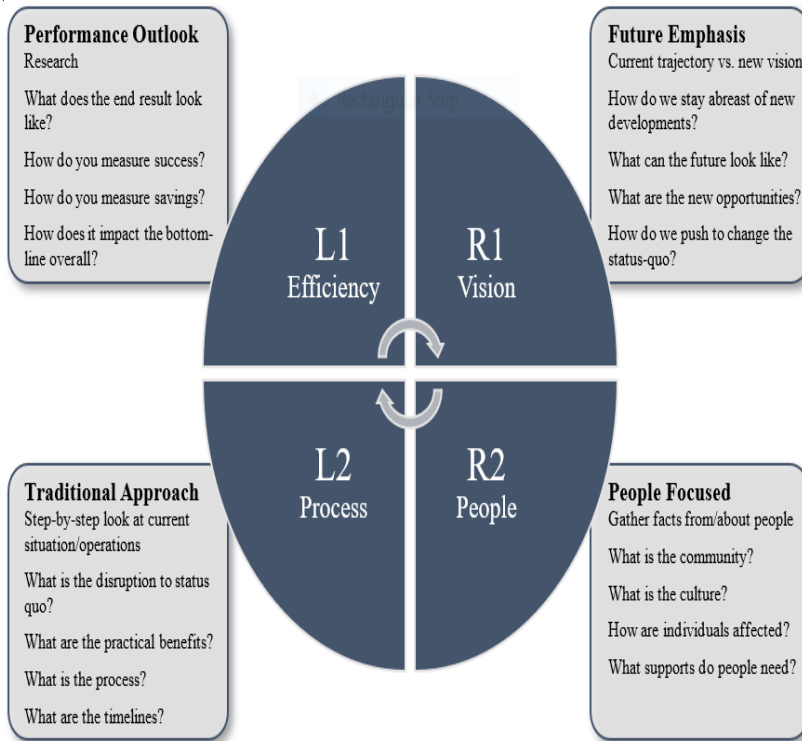 Performance Outlook
Research
What does the end result look
like?
How do you measure success?
How do you measure savings?
How does it impact the bottom-
line overall?
Future Emphasis
Current trajectory vs. new vision
How do we stay abreast of new
developments?
What can the future look like?
What are the new opportunities?
How do we push to change the
status-quo?
Rectangular Snip
L1
Efficiency
R1
Vision
L2
Process
R2
People
Traditional Approach
Step-by-step look at current
situation/operations
What is the disruption to status
quo?
What are the practical benefits?
What is the process?
What are the timelines?
People Focused
Gather facts from/about people
What is the community?
What is the culture?
How are individuals affected?
What supports do people need?